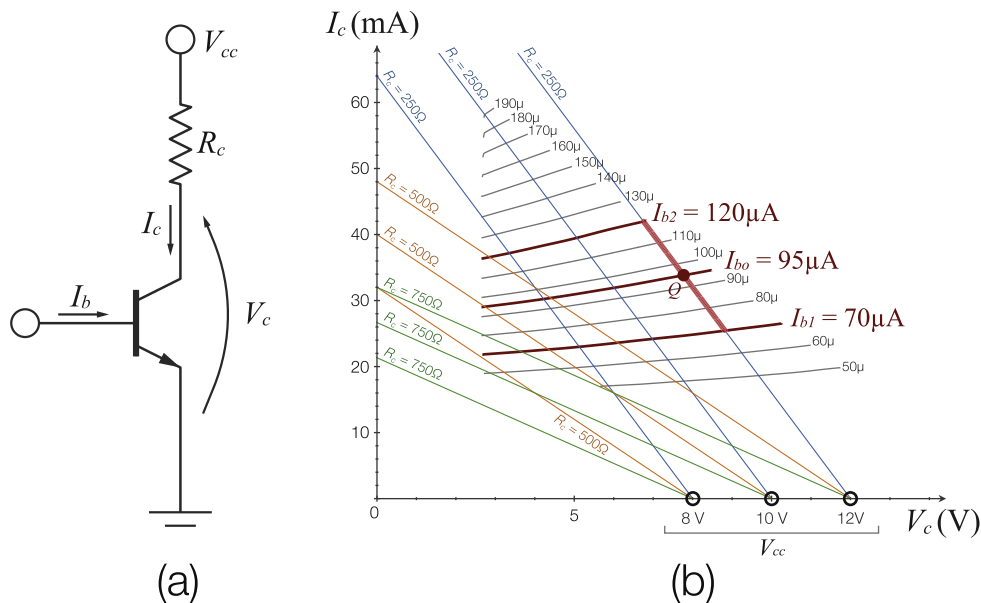 Vcc
Rc
Ic
Ib
Vc
(a)
Ic (mA)
60
50
40
30
20
10
0
5
8 V
10 V
12V
Vc (V)
Vcc
Rc = 250Ω
Rc = 250Ω
Rc = 250Ω
Rc = 500Ω
Rc = 500Ω
Rc = 500Ω
Rc = 750Ω
Rc = 750Ω
Rc = 750Ω
190µ
180µ
170µ
160µ
150µ
140µ
130µ
Ib2 = 120µA
110µ
100µ
Ibo = 95µA
Q
90µ
80µ
Ib1 = 70µA
60µ
50µ
(b)